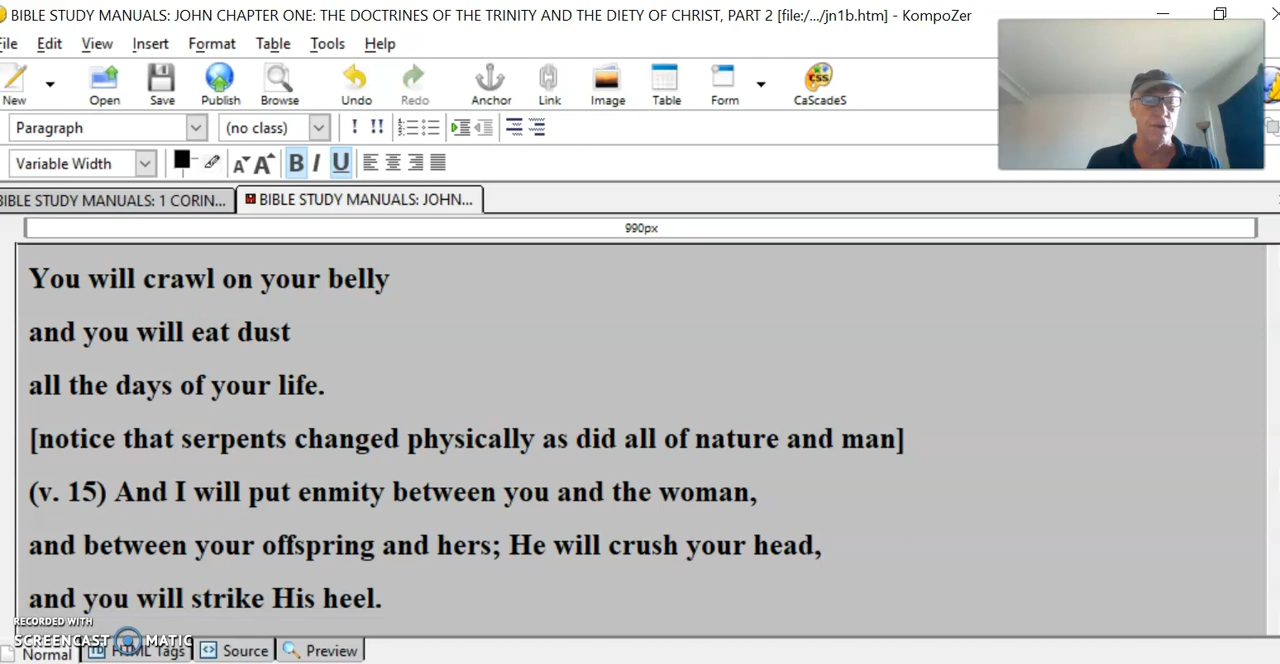 BIBLE STUDY MANUALS: JOHN CHAPTER ONE: THE DOCTRINES OF THE TRINITY AND THE DIETY OF CHRIST, PART 2 [file:/.../jn1b.htm] - KompoZer
File Edit View Insert Format Table Tools Help
New Open Save Publish Browse Undo Redo Anchor Link Image Table Form CaScadeS
Paragraph (no class) ! !!
Variable Width A A B I U
BIBLE STUDY MANUALS: 1 CORIN... BIBLE STUDY MANUALS: JOHN...
990px
You will crawl on your belly
and you will eat dust
all the days of your life.
[notice that serpents changed physically as did all of nature and man]
(v. 15) And I will put enmity between you and the woman,
and between your offspring and hers; He will crush your head,
and you will strike His heel.
RECORDED WITH
SCREENCAST MATIC
Normal HTML Tags Source Preview